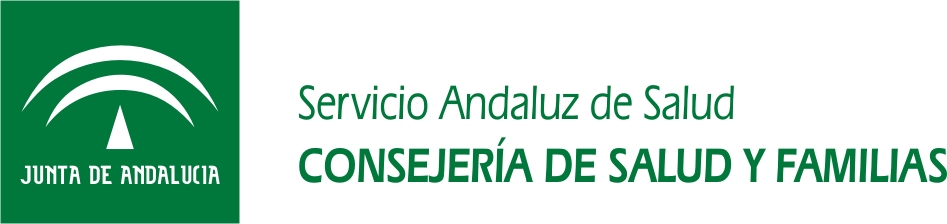 JUNTA DE ANDALUCIA
Servicio Andaluz de Salud
CONSEJERÍA DE SALUD Y FAMILIAS